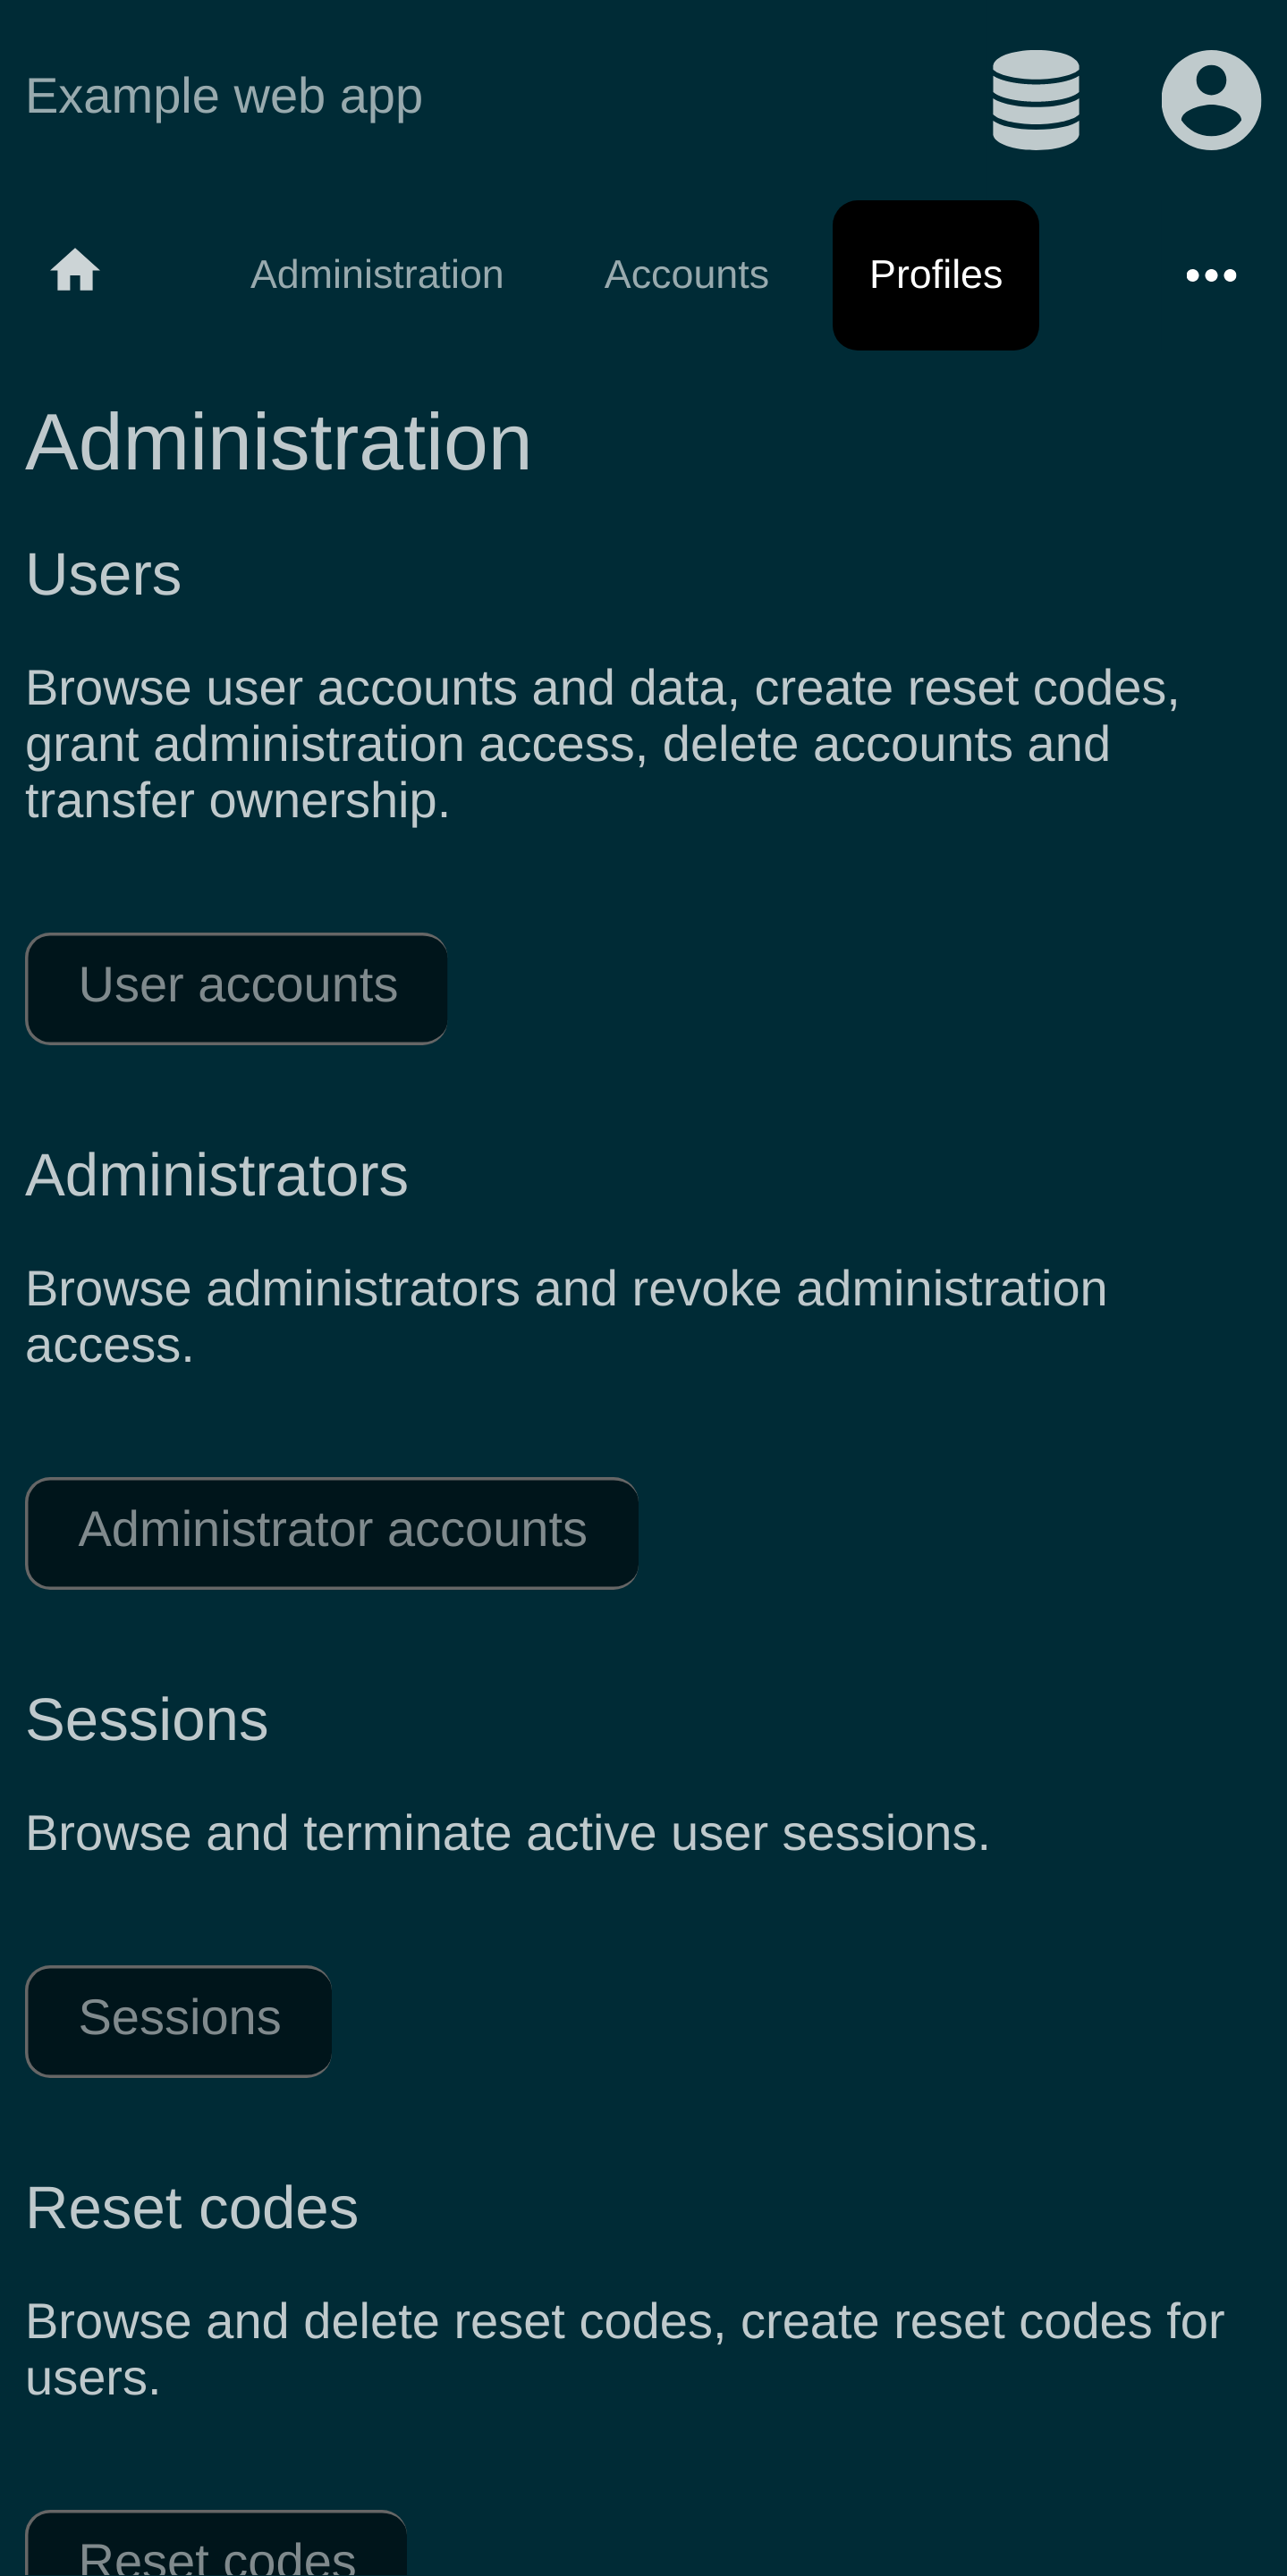 Example web app
Administration
Accounts
Profiles
Administration
Users
Browse user accounts and data, create reset codes,
grant administration access, delete accounts and
transfer ownership.
User accounts
Administrators
Browse administrators and revoke administration
access.
Administrator accounts
Sessions
Browse and terminate active user sessions.
Sessions
Reset codes
Browse and delete reset codes, create reset codes for
users.
Reset codes